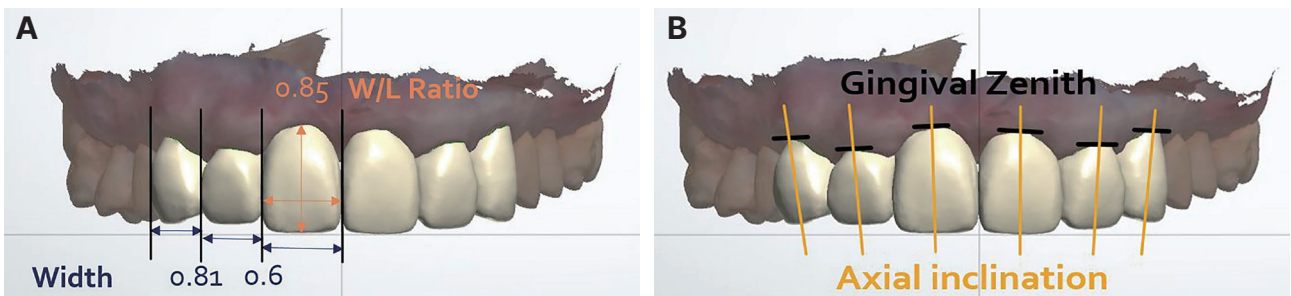 A
0.85 W/L Ratio
Width 0.81 0.6
B
Gingival Zenith
Axial inclination